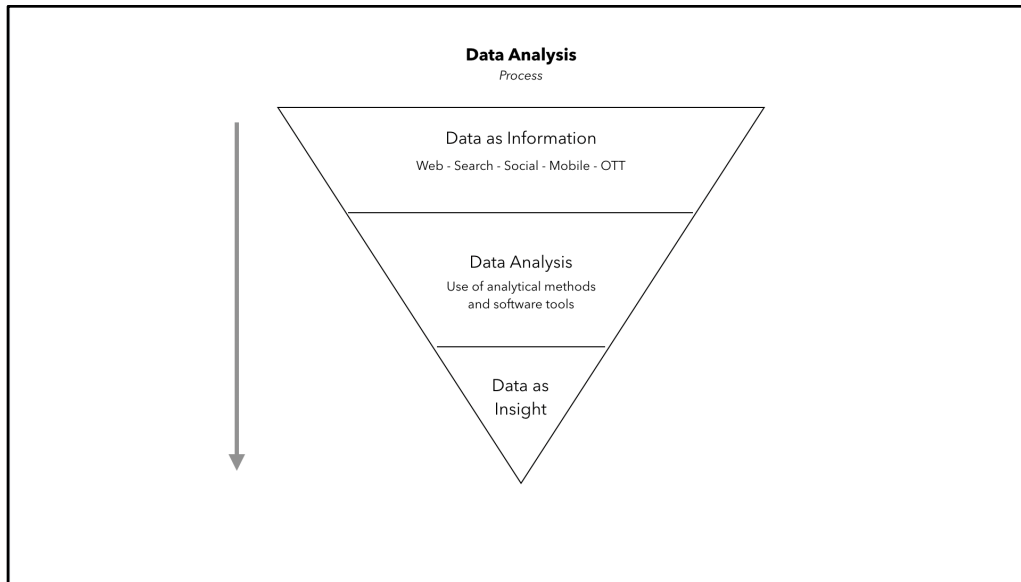 Data Analysis
Process
Data as Information
Web - Search - Social - Mobile - OTT
Data Analysis
Use of analytical methods
and software tools
Data as
Insight